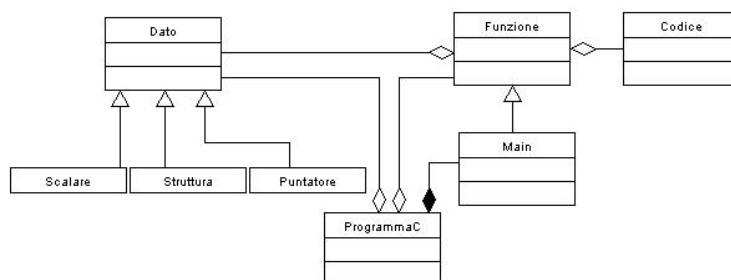 Dato
Funzione
Codice
Main
Scalare
Struttura
Puntatore
ProgrammaC